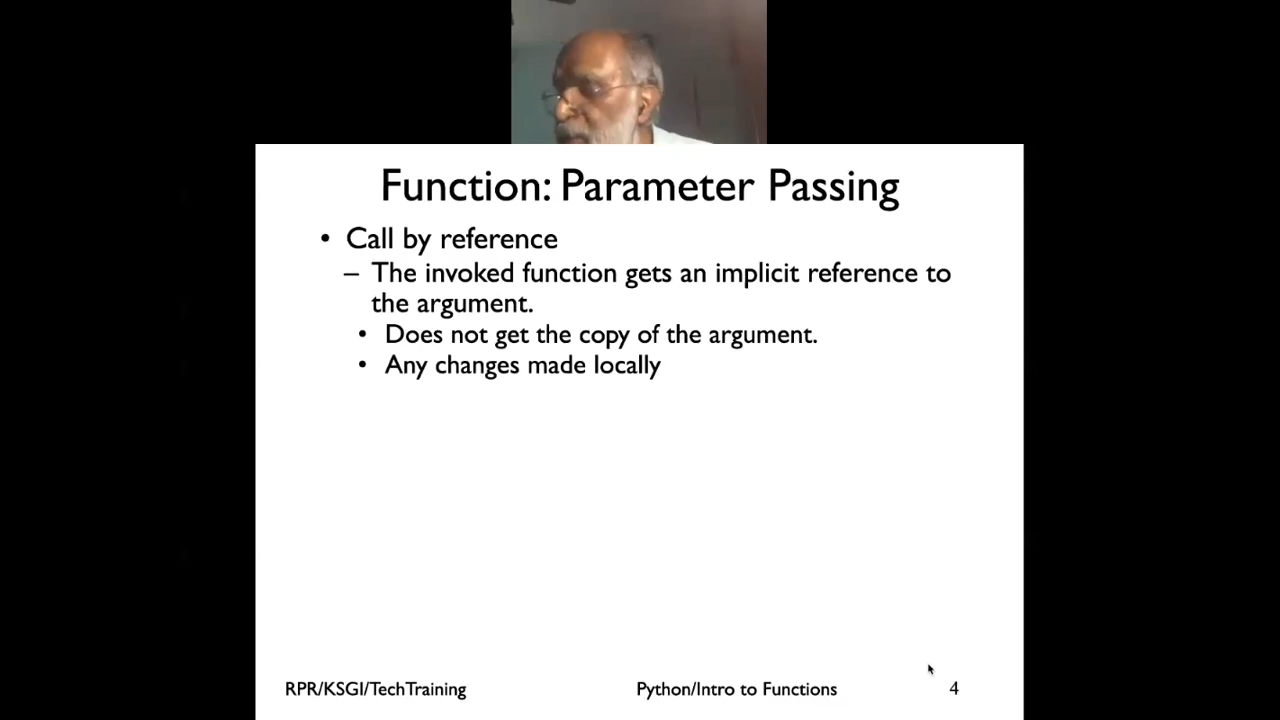 Function: Parameter Passing
• Call by reference
– The invoked function gets an implicit reference to
the argument.
• Does not get the copy of the argument.
• Any changes made locally
RPR/KSGI/TechTraining Python/Intro to Functions 4